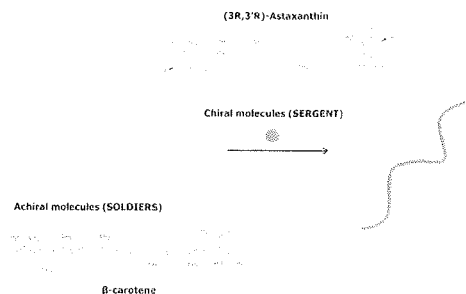 (3R,3'R)-Astaxanthin
Chiral molecules (SERGENT)
Achiral molecules (SOLDIERS)
β-carotene